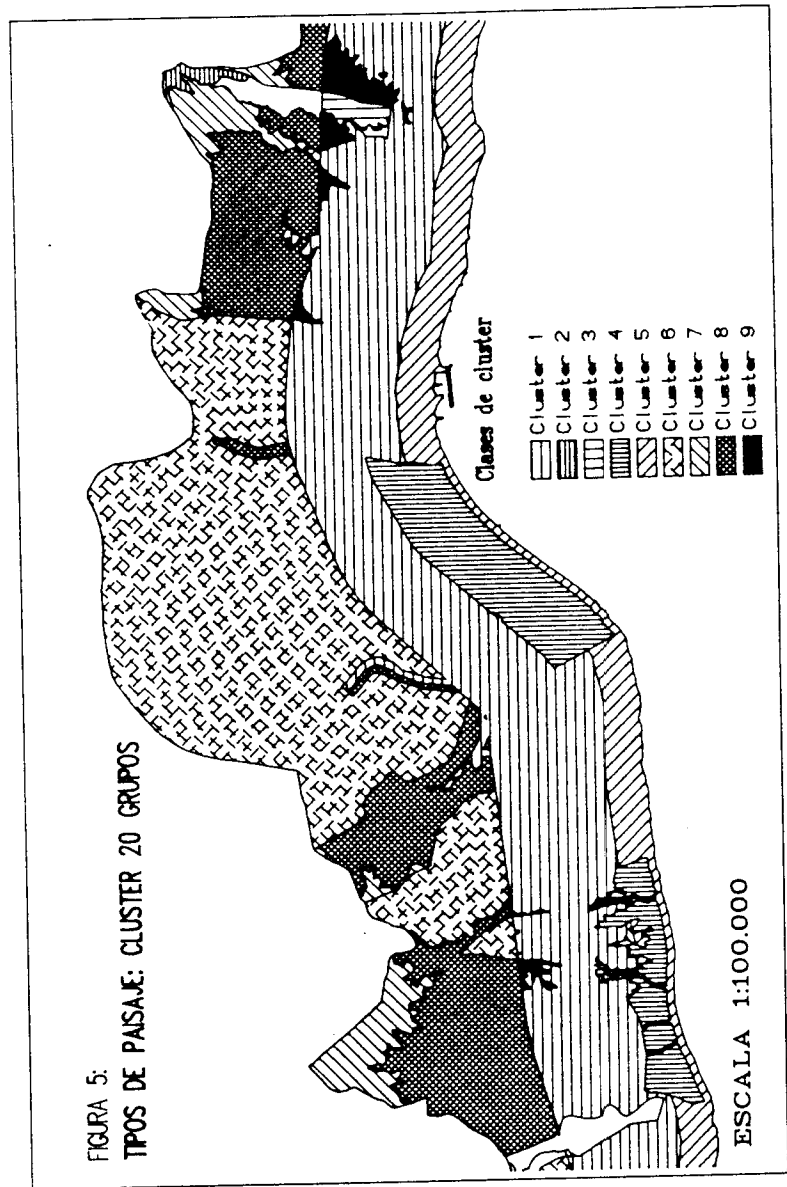 FIGURA 5:
TIPOS DE PAISAJE: CLUSTER 20 GRUPOS
Clases de cluster
Cluster 1
Cluster 2
Cluster 3
Cluster 4
Cluster 5
Cluster 6
Cluster 7
Cluster 8
Cluster 9
ESCALA 1:100.000